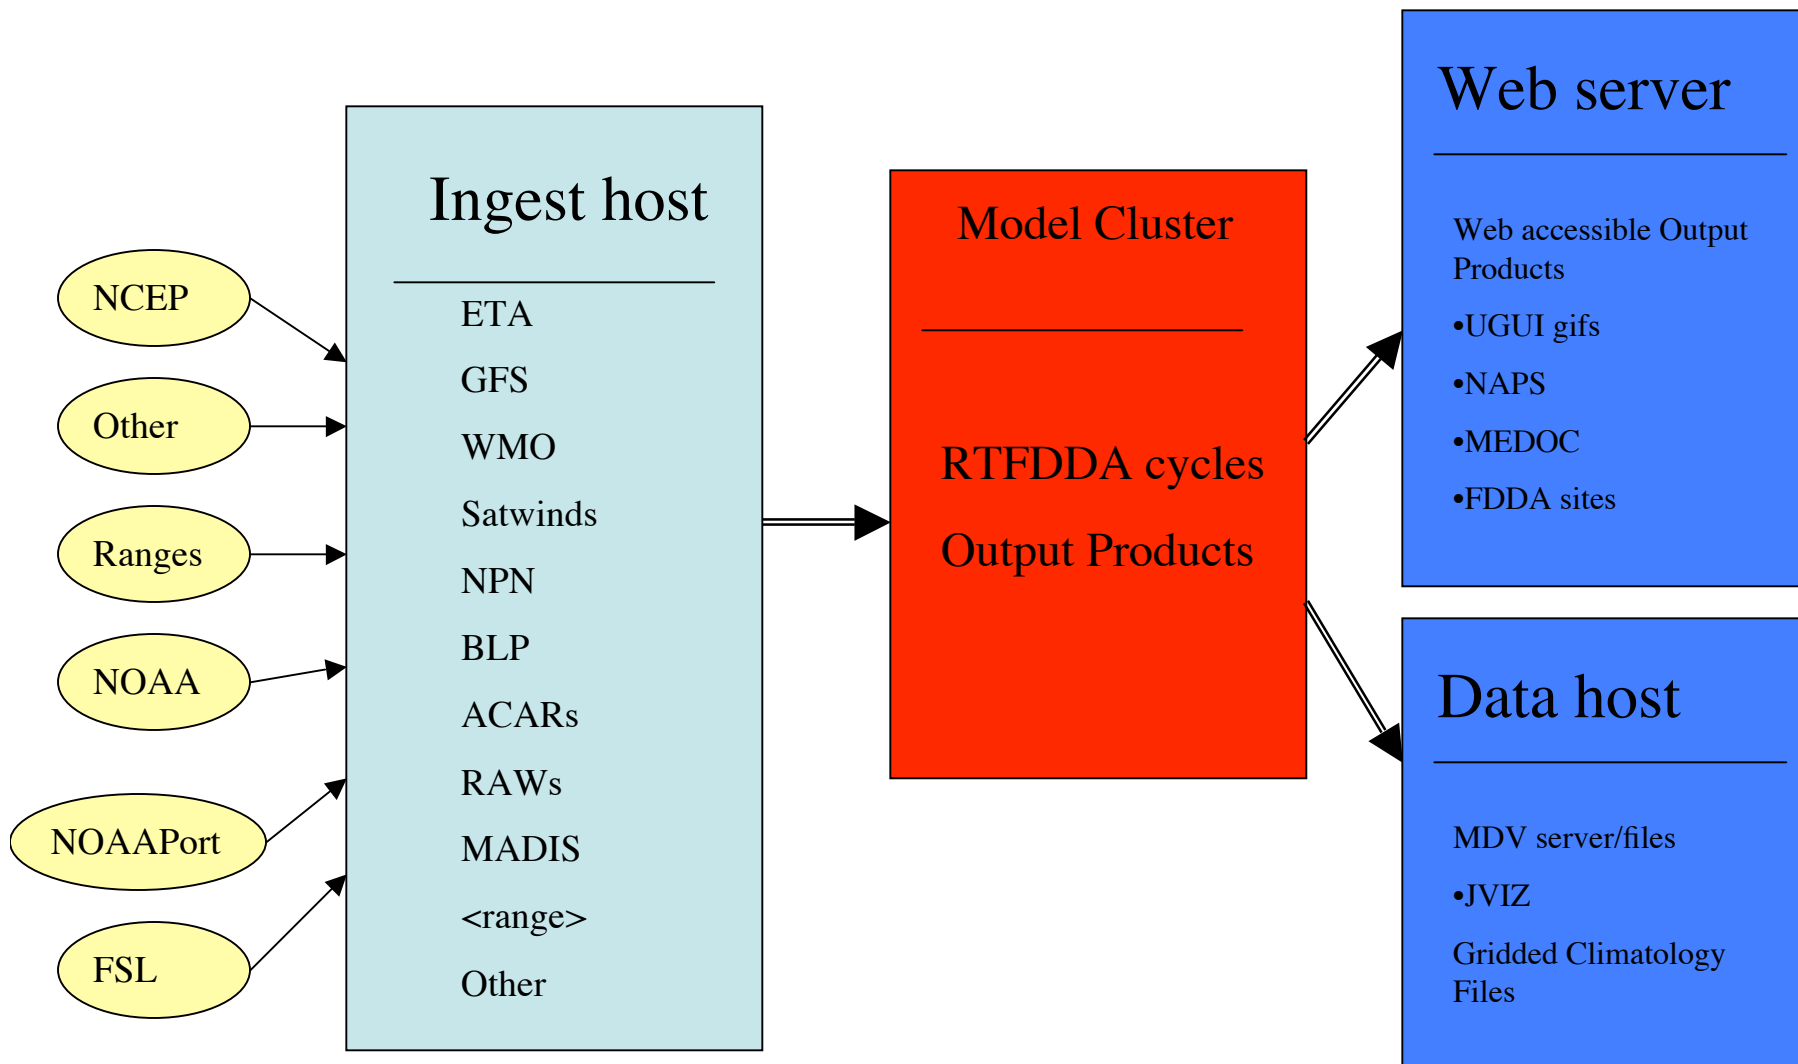 NCEP
Other
Ranges
NOAA
NOAAPort
FSL
Ingest host
ETA
GFS
WMO
Satwinds
NPN
BLP
ACARs
RAWs
MADIS
<range>
Other
Model Cluster
RTFDDA cycles
Output Products
Web server
Web accessible Output
Products
•UGUI gifs
•NAPS
•MEDOC
•FDDA sites
Data host
MDV server/files
•JVIZ
Gridded Climatology
Files